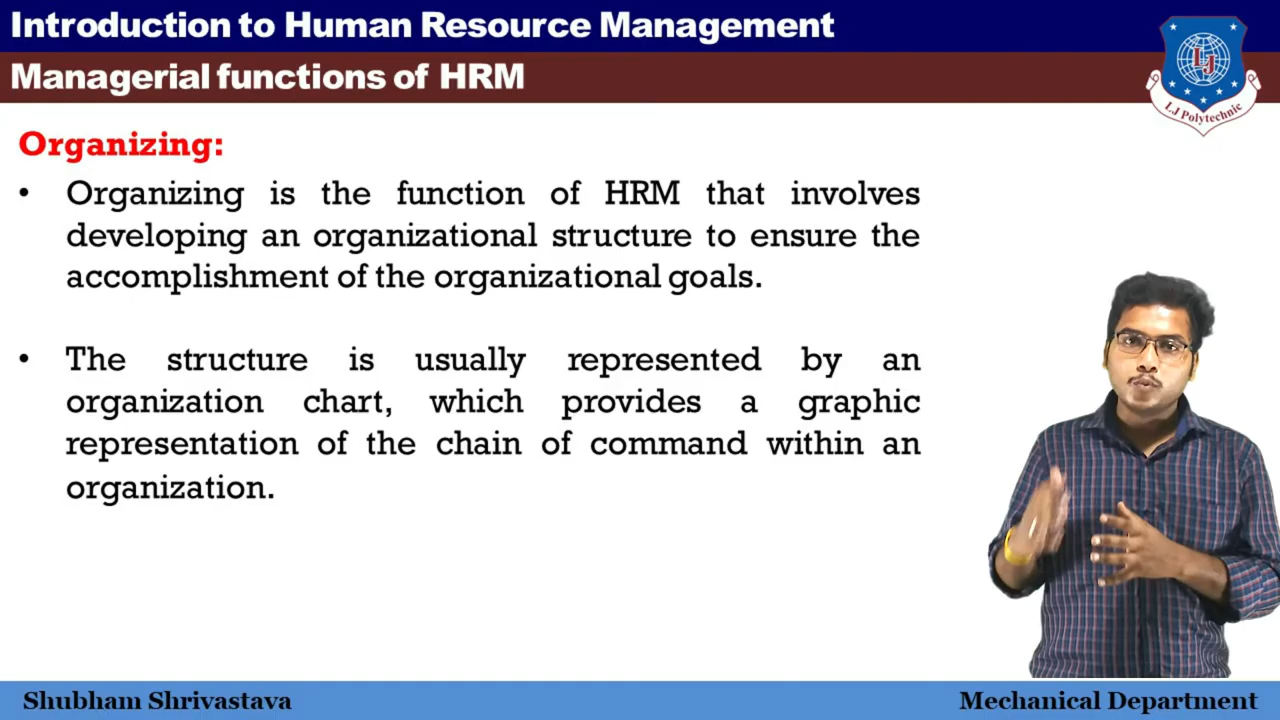 Introduction to Human Resource Management
Managerial functions of HRM
LJ
LJ Polytechnic
Organizing:
• Organizing is the function of HRM that involves
developing an organizational structure to ensure the
accomplishment of the organizational goals.
• The structure is usually represented by an
organization chart, which provides a graphic
representation of the chain of command within an
organization.
Shubham Shrivastava
Mechanical Department